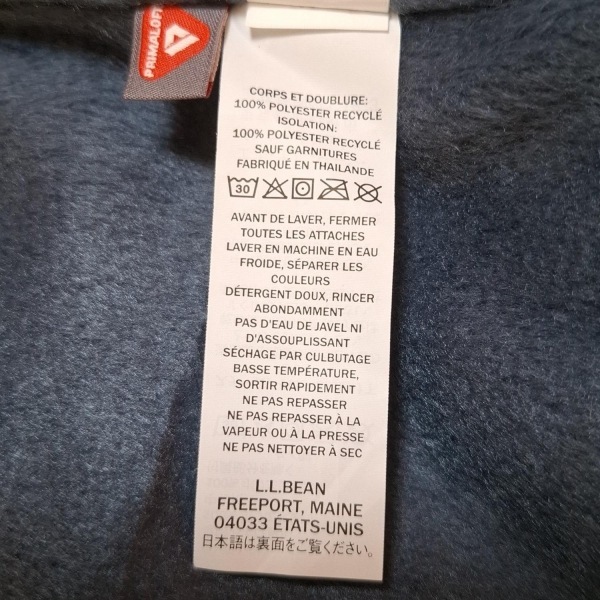 PRIMALOFT
CORPS ET DOUBLURE:
100% POLYESTER RECYCLÉ
ISOLATION:
100% POLYESTER RECYCLÉ
SAUF GARNITURES
FABRIQUÉ EN THAILANDE
30
AVANT DE LAVER, FERMER
TOUTES LES ATTACHES
LAVER EN MACHINE EN EAU
FROIDE, SÉPARER LES
COULEURS
DÉTERGENT DOUX, RINCER
ABONDAMMENT
PAS D'EAU DE JAVEL NI
D'ASSOUPLISSANT
SÉCHAGE PAR CULBUTAGE
BASSE TEMPÉRATURE,
SORTIR RAPIDEMENT
NE PAS REPASSER
NE PAS REPASSER À LA
VAPEUR OU À LA PRESSE
NE PAS NETTOYER À SEC
L.L.BEAN
FREEPORT, MAINE
04033 ÉTATS-UNIS
日本語は裏面をご覧ください。